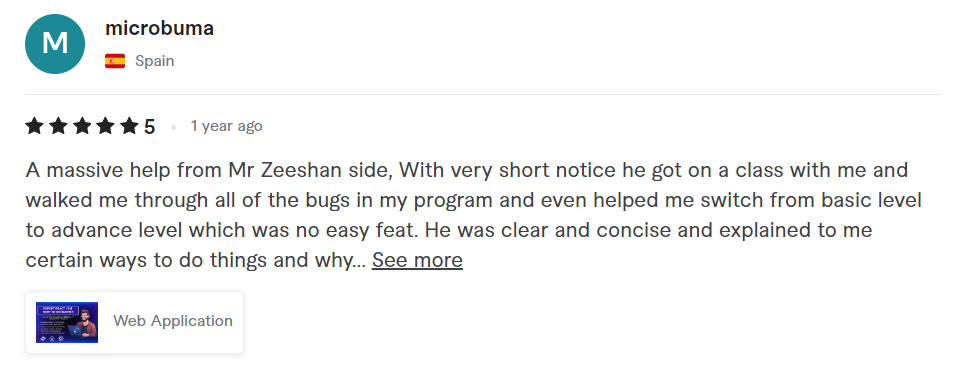 M
microbuma
Spain
5
1 year ago
A massive help from Mr Zeeshan side, With very short notice he got on a class with me and
walked me through all of the bugs in my program and even helped me switch from basic level
to advance level which was no easy feat. He was clear and concise and explained to me
certain ways to do things and why... See more
Web Application